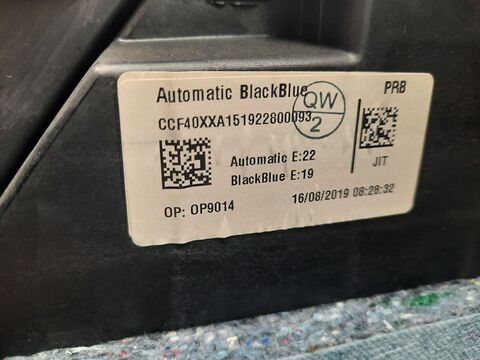 Automatic BlackBlue
QW
2
PRB
CCF40XXA151922800093
Automatic E:22
JIT
BlackBlue E:19
OP: OP9014
16/08/2019 08:28:32